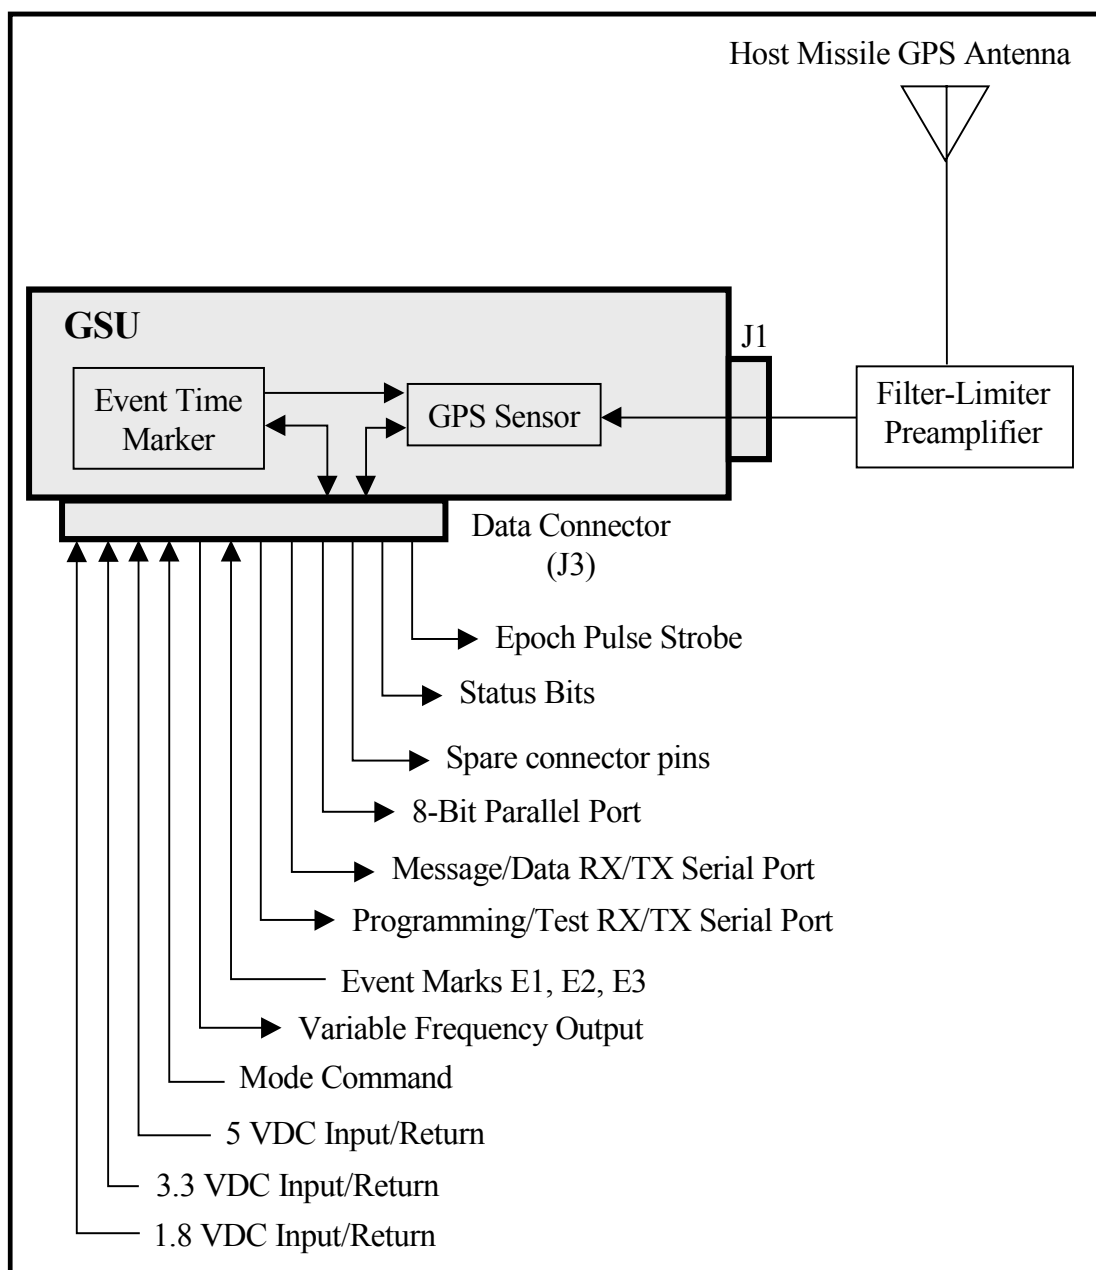 Host Missile GPS Antenna
GSU
J1
Event Time
Marker
GPS Sensor
Filter-Limiter
Preamplifier
Data Connector
(J3)
Epoch Pulse Strobe
Status Bits
Spare connector pins
8-Bit Parallel Port
Message/Data RX/TX Serial Port
Programming/Test RX/TX Serial Port
Event Marks E1, E2, E3
Variable Frequency Output
Mode Command
5 VDC Input/Return
3.3 VDC Input/Return
1.8 VDC Input/Return